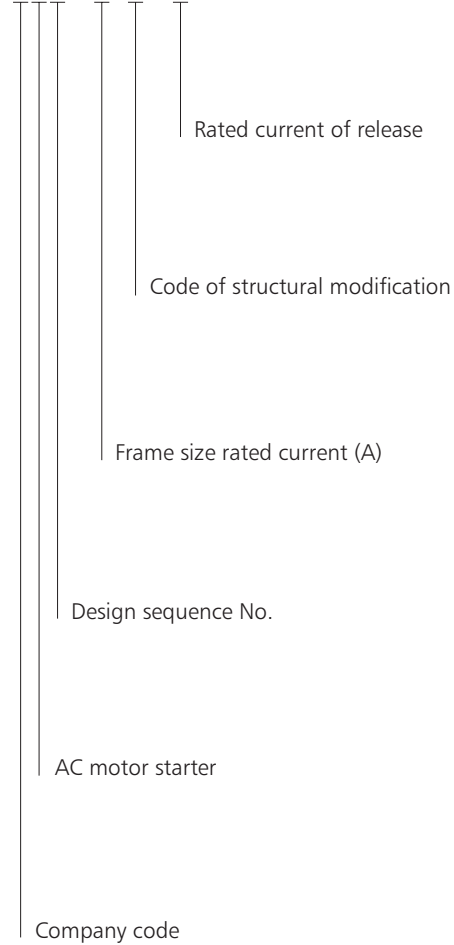 Rated current of release
Code of structural modification
Frame size rated current (A)
Design sequence No.
AC motor starter
Company code